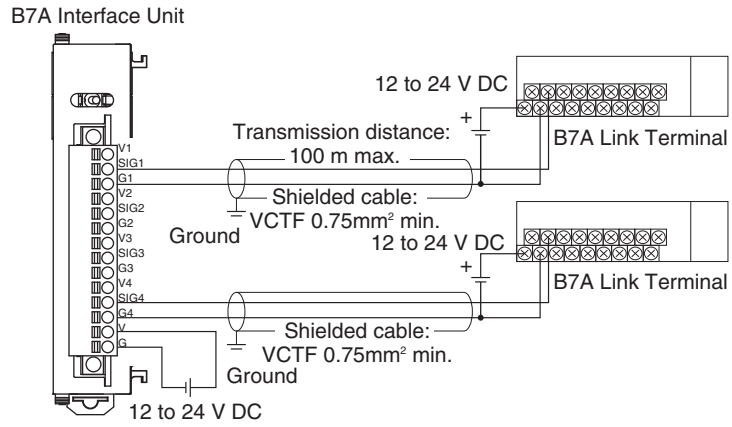 B7A Interface Unit
12 to 24 V DC
+
B7A Link Terminal
Transmission distance:
100 m max.
Shielded cable:
VCTF 0.75mm² min.
Ground
V1
SIG1
G1
V2
SIG2
G2
V3
SIG3
G3
V4
SIG4
G4
V
G
12 to 24 V DC
+
B7A Link Terminal
Shielded cable:
VCTF 0.75mm² min.
Ground
12 to 24 V DC